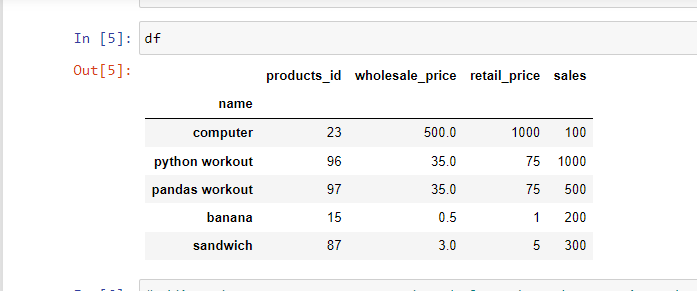 In [5]: df
Out[5]:
products_id wholesale_price retail_price sales
name
computer 23 500.0 1000 100
python workout 96 35.0 75 1000
pandas workout 97 35.0 75 500
banana 15 0.5 1 200
sandwich 87 3.0 5 300